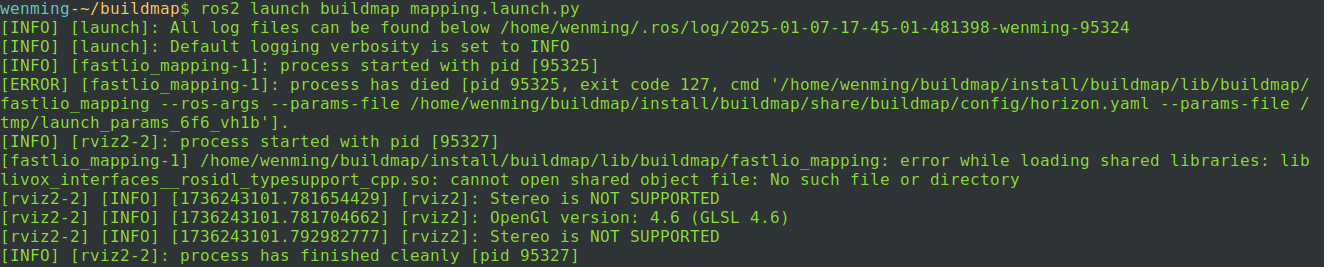 wenming-~/buildmap$ ros2 launch buildmap mapping.launch.py
[INFO] [launch]: All log files can be found below /home/wenming/.ros/log/2025-01-07-17-45-01-481398-wenming-95324
[INFO] [launch]: Default logging verbosity is set to INFO
[INFO] [fastlio_mapping-1]: process started with pid [95325]
[ERROR] [fastlio_mapping-1]: process has died [pid 95325, exit code 127, cmd '/home/wenming/buildmap/install/buildmap/lib/buildmap/
fastlio_mapping --ros-args --params-file /home/wenming/buildmap/install/buildmap/share/buildmap/config/horizon.yaml --params-file /
tmp/launch_params_6f6_vh1b'].
[INFO] [rviz2-2]: process started with pid [95327]
[fastlio_mapping-1] /home/wenming/buildmap/install/buildmap/lib/buildmap/fastlio_mapping: error while loading shared libraries: lib
livox_interfaces__rosidl_typesupport_cpp.so: cannot open shared object file: No such file or directory
[rviz2-2] [INFO] [1736243101.781654429] [rviz2]: Stereo is NOT SUPPORTED
[rviz2-2] [INFO] [1736243101.781704662] [rviz2]: OpenGl version: 4.6 (GLSL 4.6)
[rviz2-2] [INFO] [1736243101.792982777] [rviz2]: Stereo is NOT SUPPORTED
[INFO] [rviz2-2]: process has finished cleanly [pid 95327]